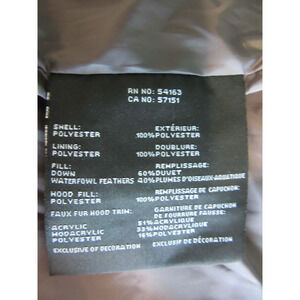 RN NO: 54163
CA NO: 57151
SHELL: EXTÉRIEUR:
POLYESTER 100% POLYESTER
LINING: DOUBLURE:
POLYESTER 100% POLYESTER
FILL: REMPLISSAGE:
DOWN 60% DUVET
WATERFOWL FEATHERS 40% PLUMES D'OISEAUX-AQUATIQUE
HOOD FILL: REMPLISSAGE DE CAPUCHON:
POLYESTER 100% POLYESTER
FAUX FUR HOOD TRIM: GARNITURE DE CAPUCHON
DE FOURRURE FAUSSE:
ACRYLIC 51% ACRYLIQUE
MODACRYLIC 33% MODACRYLIQUE
POLYESTER 16% POLYESTER
EXCLUSIVE OF DECORATION EXCLUSIF DE DÉCORATION